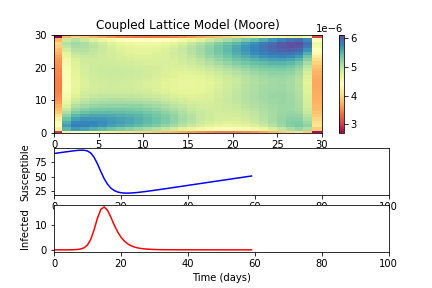 Coupled Lattice Model (Moore)
1e−6
30
20
10
0
0 5 10 15 20 25 30
6
5
4
3
Susceptible
75
50
25
0 20 40 60 80 100
Infected
10
0
0 20 40 60 80 100
Time (days)